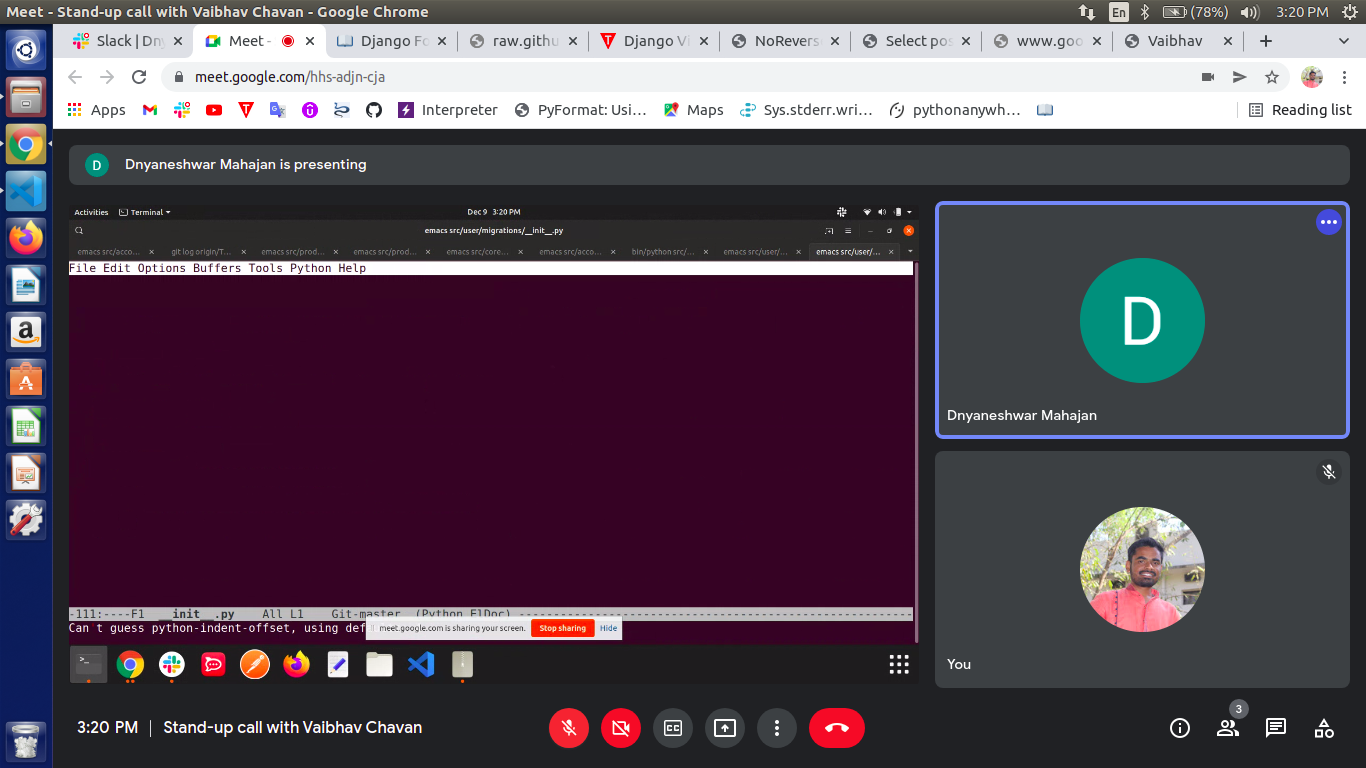 Meet - Stand-up call with Vaibhav Chavan - Google Chrome
En (78%) 3:20 PM
Slack | Dny Meet - Django Fo raw.githu Django Vi NoReverse Select pos www.goo Vaibhav
meet.google.com/hhs-adjn-cja
Apps Interpreter PyFormat: Usi... Maps Sys.stderr.wri... pythonanywh... Reading list
D Dnyaneshwar Mahajan is presenting
Activities Terminal Dec 9 3:20 PM
emacs src/user/migrations/__init__.py
emacs src/acco... git log origin/T... emacs src/prod... emacs src/prod... emacs src/core... emacs src/acco... bin/python src/... emacs src/user/... emacs src/user/...
File Edit Options Buffers Tools Python Help
D
Dnyaneshwar Mahajan
-111:----F1 __init__.py All L1 Git-master (Python ElDoc)
Can t guess python-indent-offset, using def
meet.google.com is sharing your screen. Stop sharing Hide
You
3:20 PM | Stand-up call with Vaibhav Chavan
3